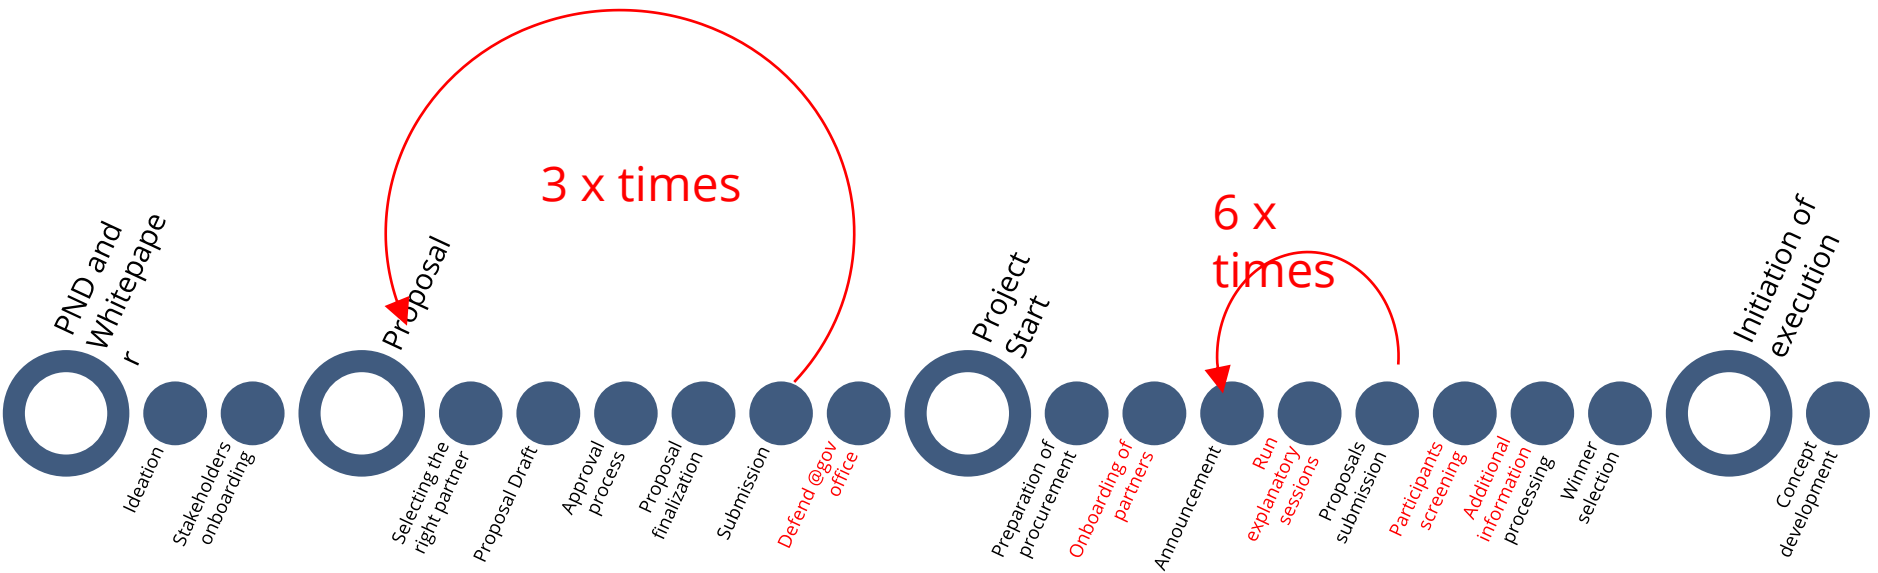 3 x times
6 x
times
PND and
Whitepape
r
Proposal
Project
Start
Initiation of
execution
Ideation
Stakeholders
onboarding
Selecting the
right partner
Proposal Draft
Approval
process
Proposal
finalization
Submission
Defend @gov
office
Preparation of
procurement
Onboarding of
partners
Announcement
Run
explanatory
sessions
Proposals
submission
Participants
screening
Additional
information
processing
Winner
selection
Concept
development